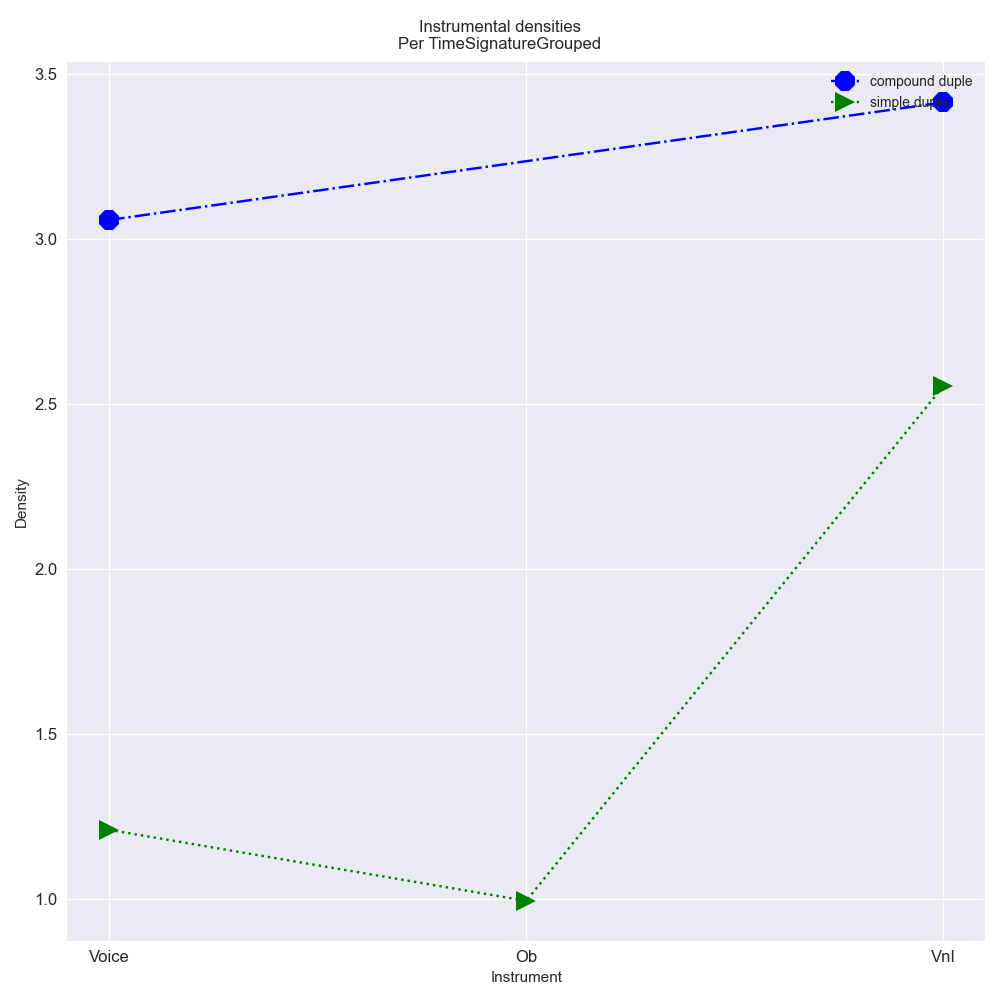 Instrumental densities
Per TimeSignatureGrouped
compound duple
simple duple
3.5
3.0
2.5
2.0
1.5
1.0
Density
Voice
Ob
VnI
Instrument